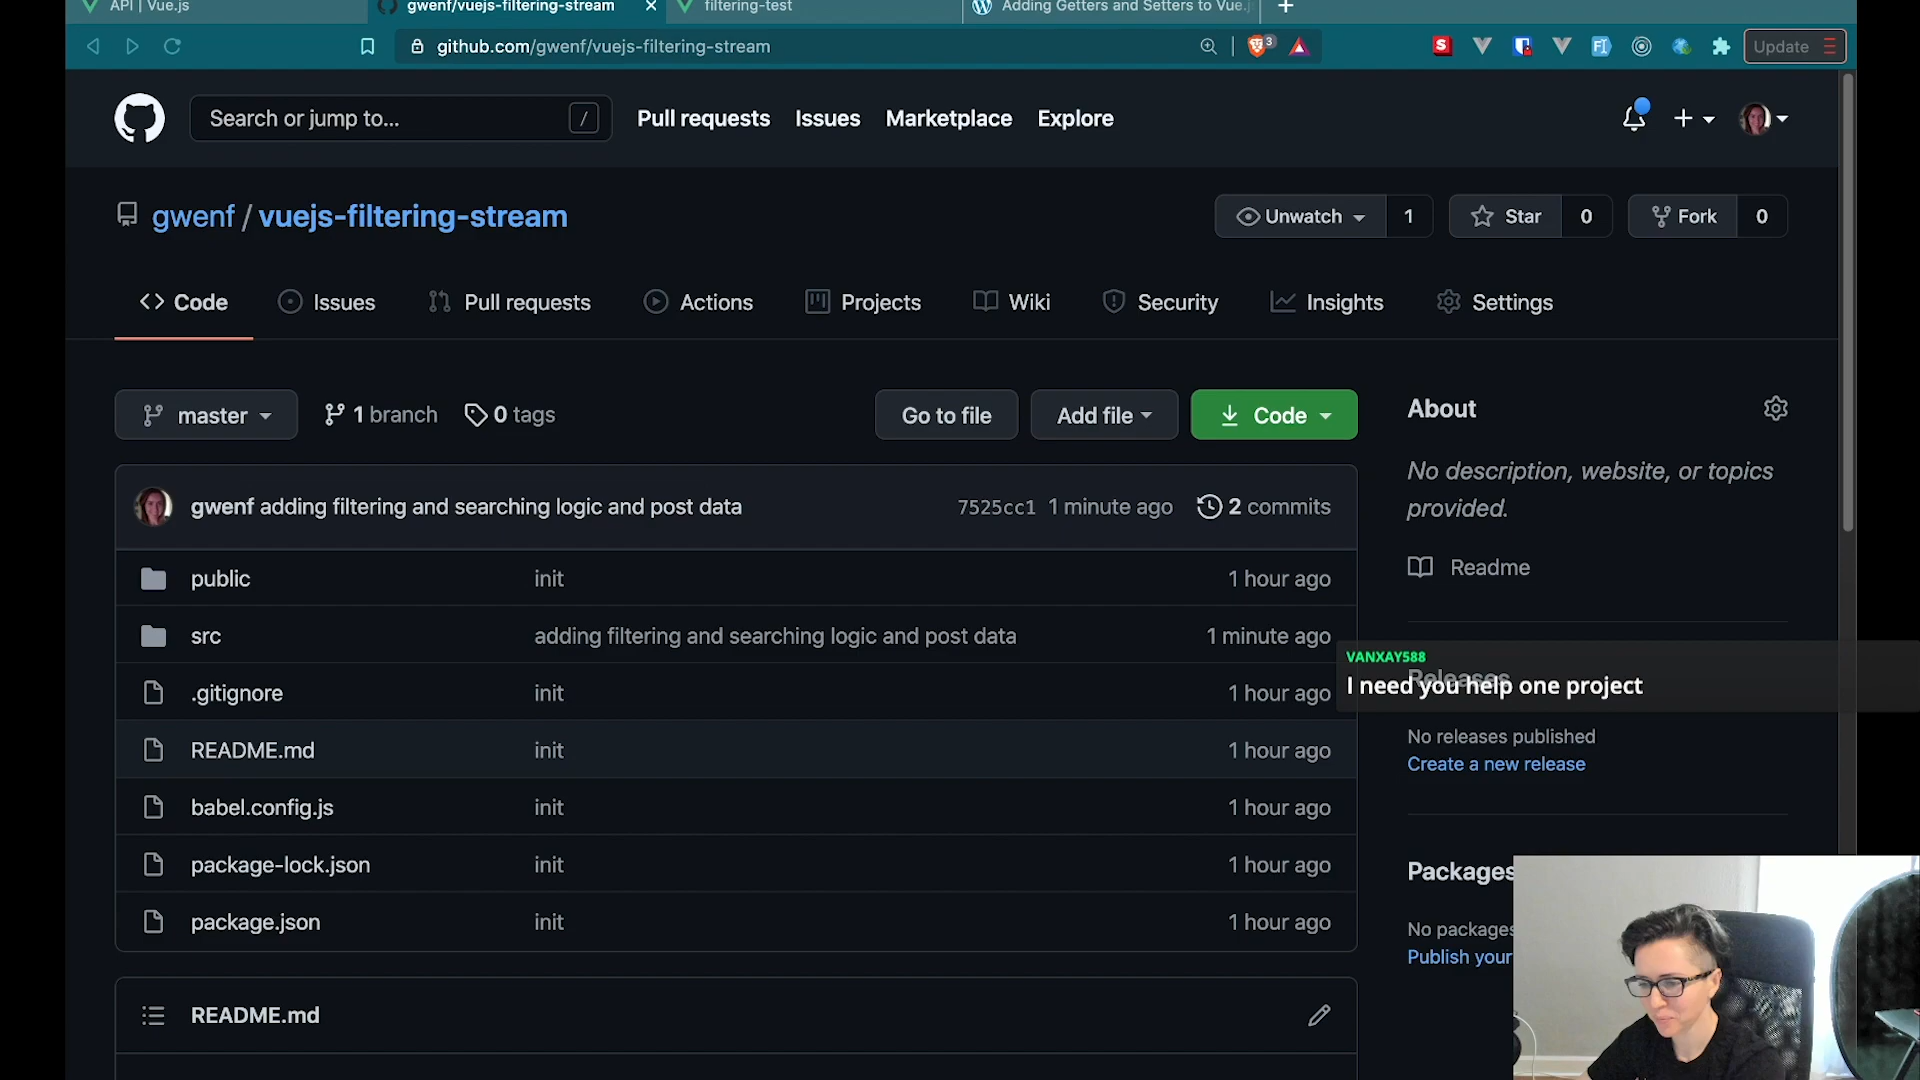 API | Vue.js
gwenf/vuejs-filtering-stream
filtering-test
Adding Getters and Setters to Vue.js
github.com/gwenf/vuejs-filtering-stream
3
Update
Search or jump to...
/
Pull requests
Issues
Marketplace
Explore
gwenf / vuejs-filtering-stream
Unwatch 1
Star 0
Fork 0
Code
Issues
Pull requests
Actions
Projects
Wiki
Security
Insights
Settings
master
1 branch
0 tags
Go to file
Add file
Code
gwenf adding filtering and searching logic and post data 7525cc1 1 minute ago 2 commits
public init 1 hour ago
src adding filtering and searching logic and post data 1 minute ago
.gitignore init 1 hour ago
README.md init 1 hour ago
babel.config.js init 1 hour ago
package-lock.json init 1 hour ago
package.json init 1 hour ago
README.md
About
No description, website, or topics
provided.
Readme
VANXAY588
Releases
I need you help one project
No releases published
Create a new release
Packages
No packages
Publish your